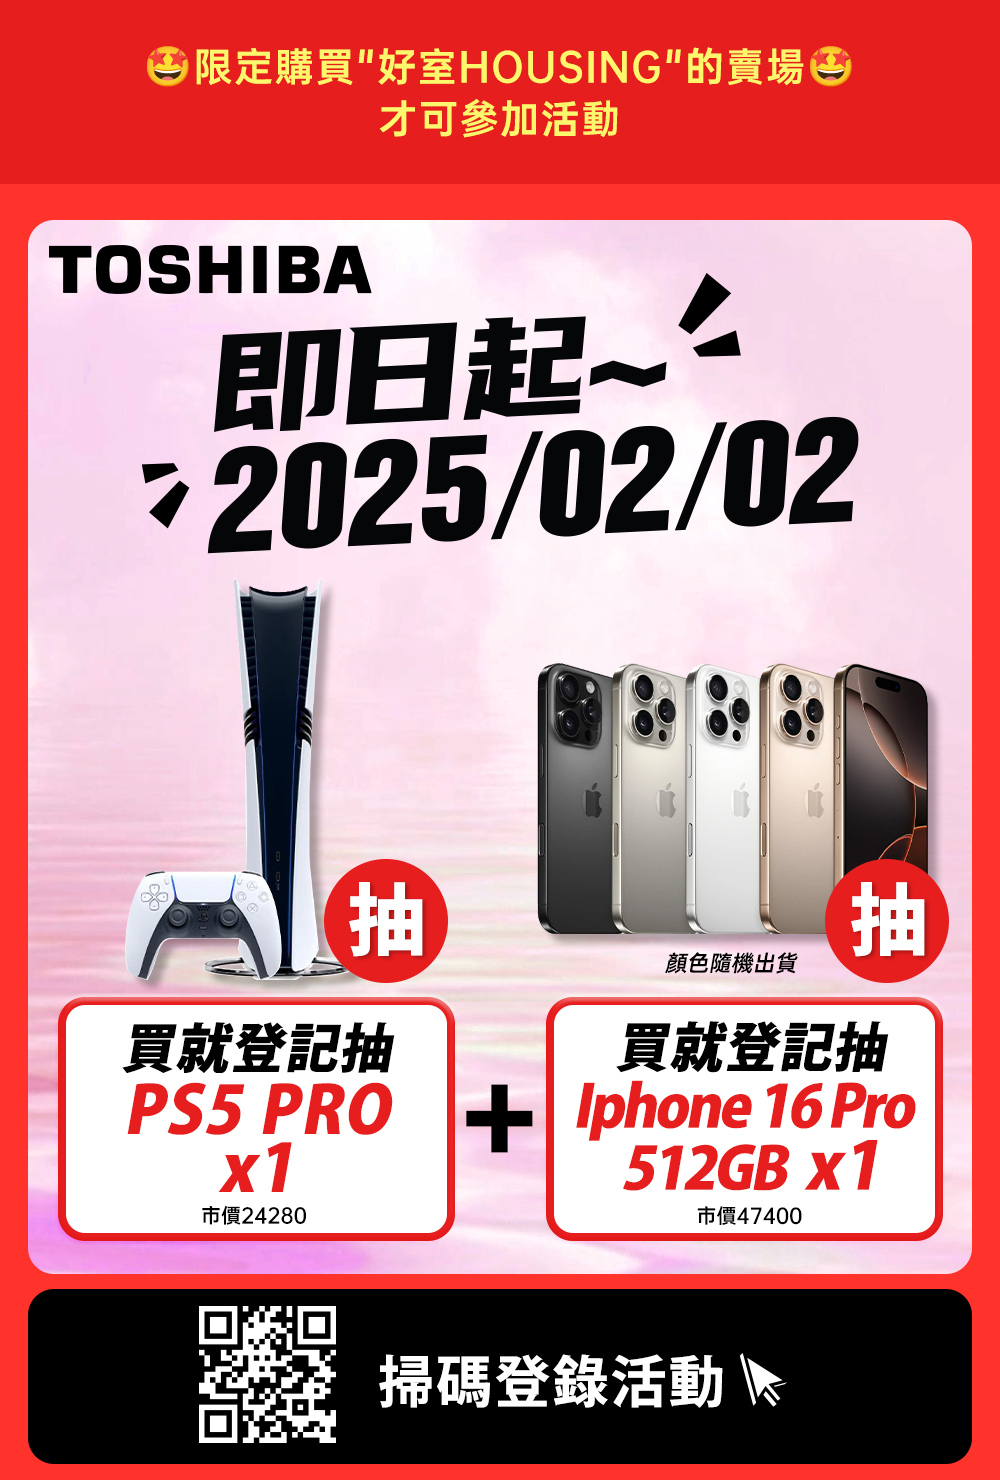 🤩限定購買"好室HOUSING"的賣場🤩
才可參加活動
TOSHIBA
即日起~
2025/02/02
抽
抽
顏色隨機出貨
買就登記抽
PS5 PRO
x1
市價24280
+
買就登記抽
Iphone 16 Pro
512GB x1
市價47400
掃碼登錄活動